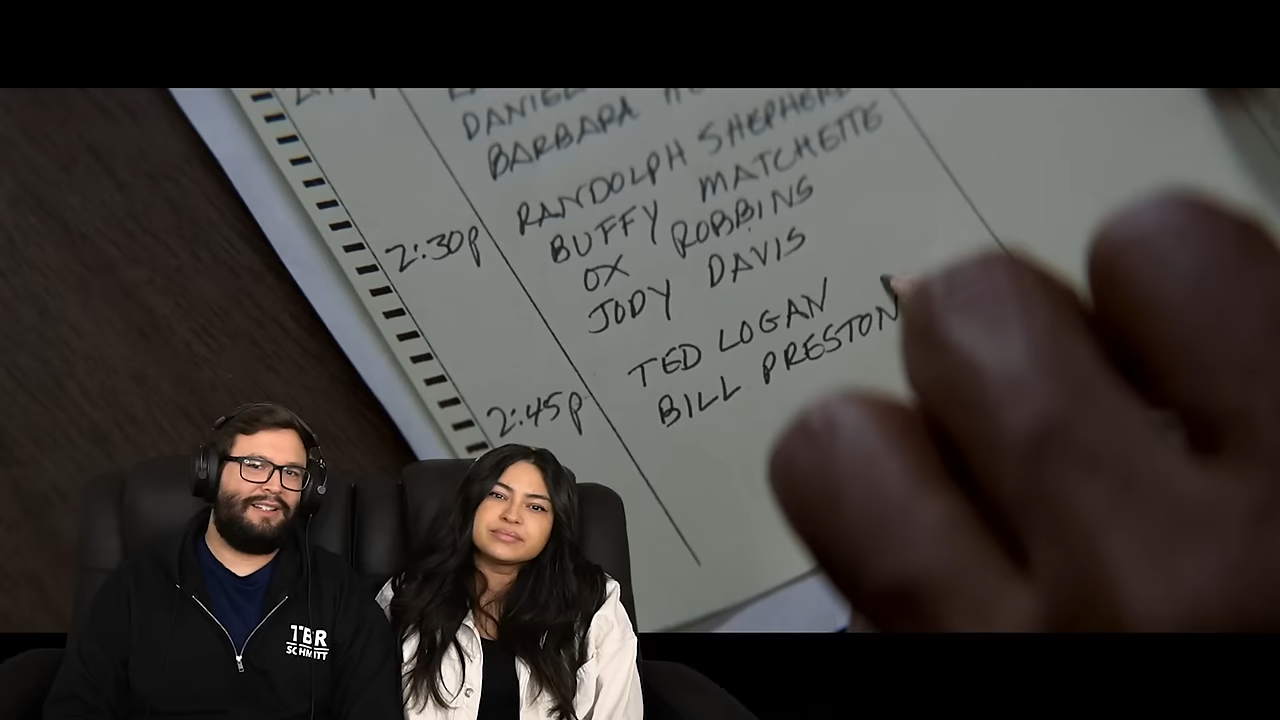 DANIEL
BARBARA
RANDOLPH SHEPHERD
2:30p
BUFFY MATCHETTE
OX ROBBINS
JODY DAVIS
TED LOGAN
2:45p
BILL PRESTON
TBR
SCHMITT